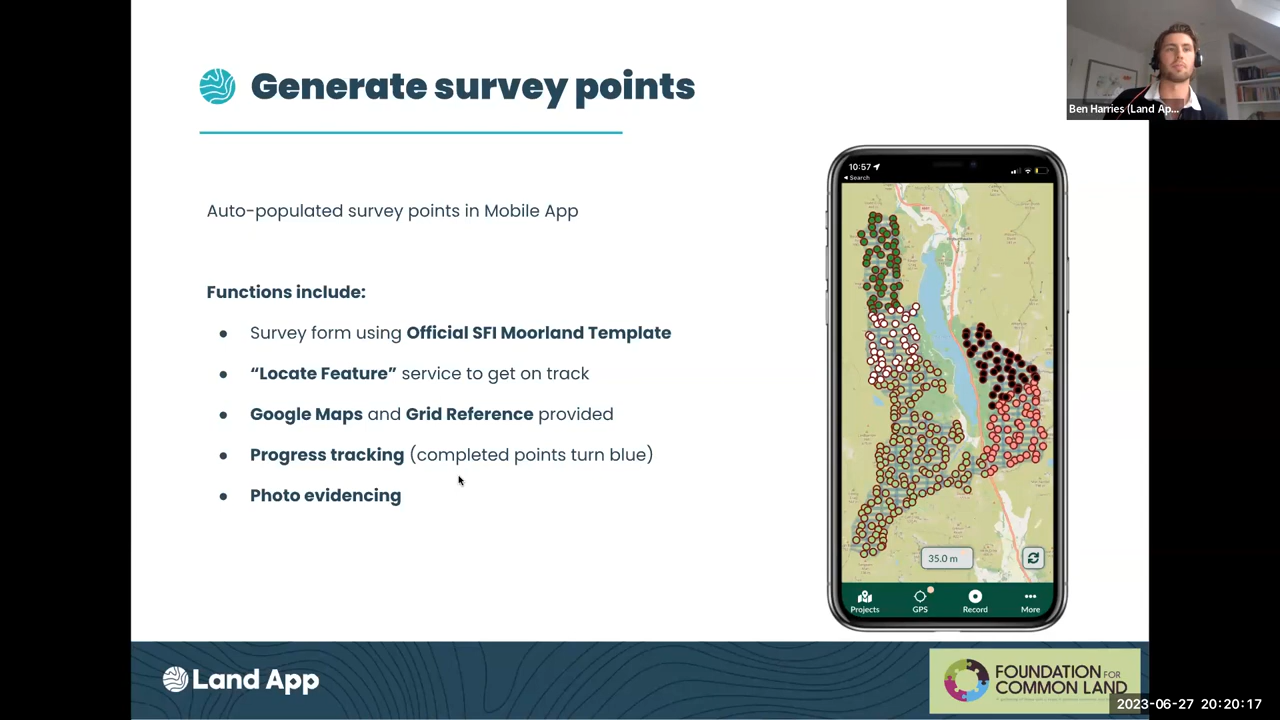 Generate survey points
Ben Harries (Land Ap...
10:57
Search
Auto-populated survey points in Mobile App
Functions include:
● Survey form using Official SFI Moorland Template
● “Locate Feature” service to get on track
● Google Maps and Grid Reference provided
● Progress tracking (completed points turn blue)
● Photo evidencing
35.0 m
Projects GPS Record More
Land App
FOUNDATION FOR
COMMON LAND
2023-06-27 20:20:17